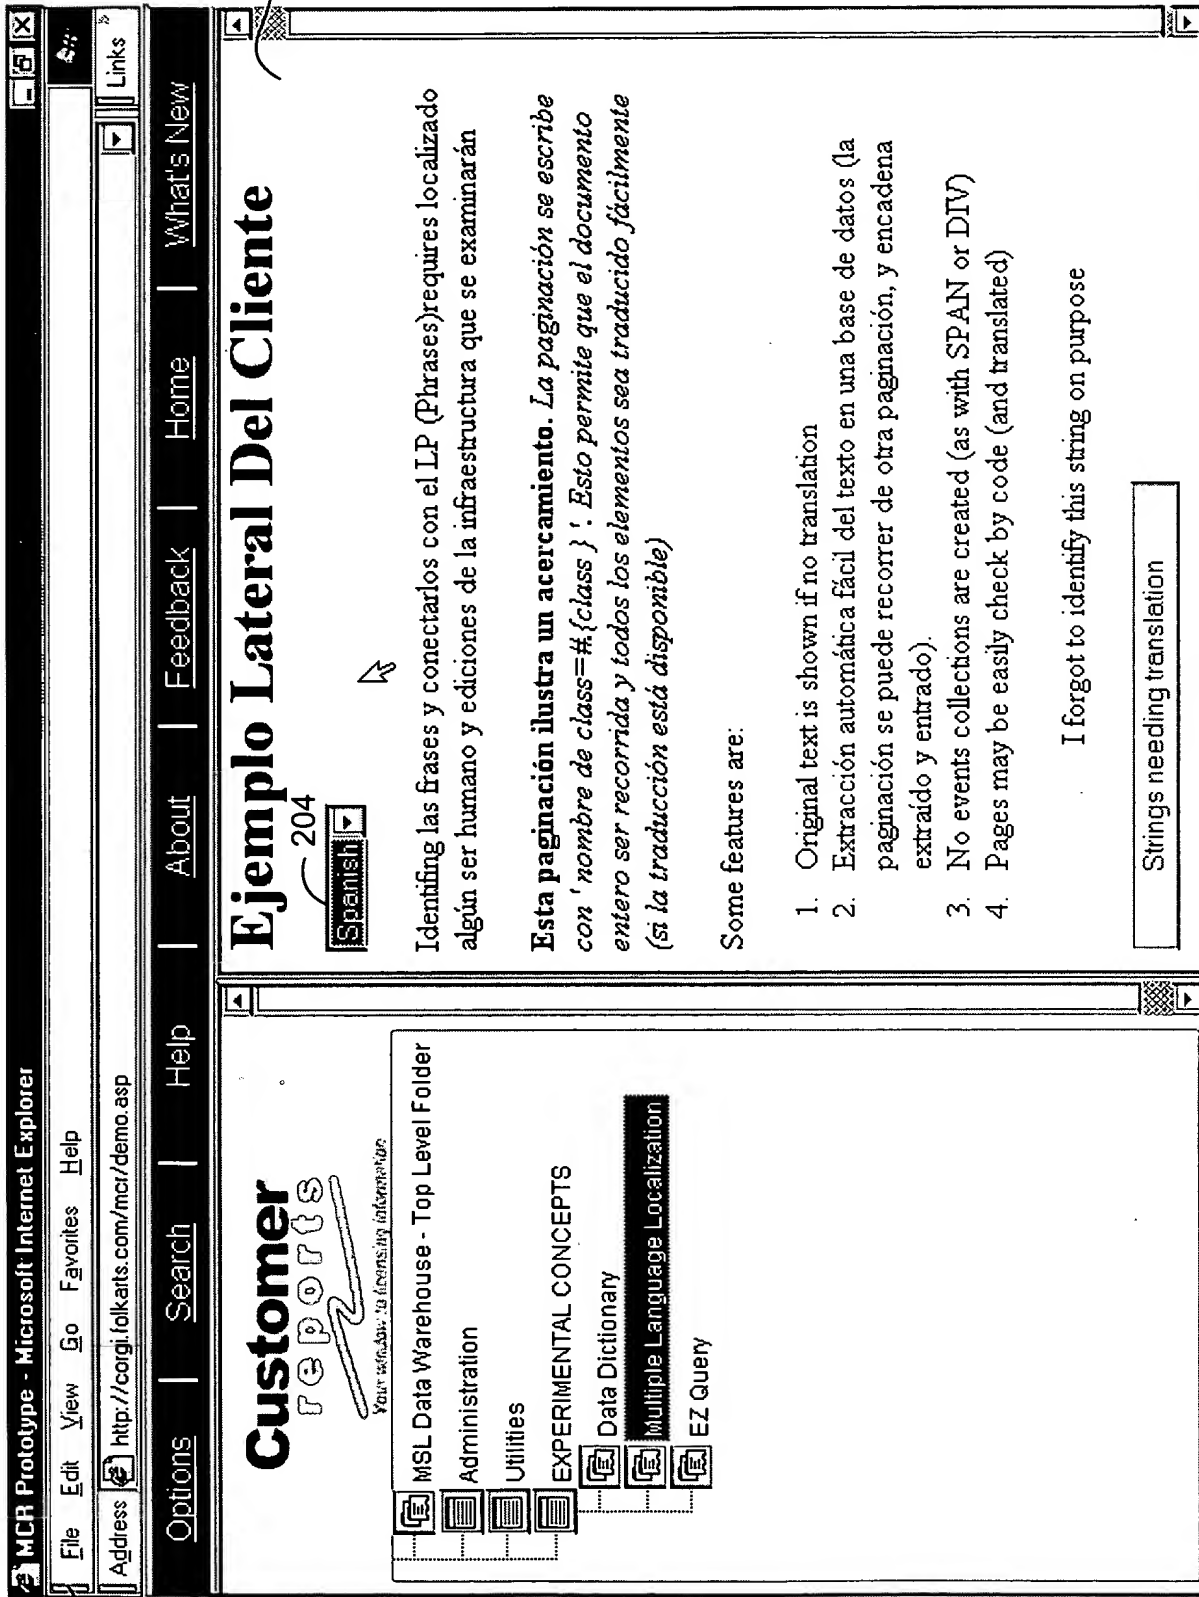 MCR Prototype - Microsoft Internet Explorer
File Edit View Go Favorites Help
Address http://corgi.folkarts.com/mcr/demo.asp
Links »
Options | Search | Help | About | Feedback | Home | What's New
Customer
reports
Your window to licensing information
MSL Data Warehouse - Top Level Folder
Administration
Utilities
EXPERIMENTAL CONCEPTS
Data Dictionary
Multiple Language Localization
EZ Query
Ejemplo Lateral Del Cliente
204
Spanish
Identifing las frases y conectarlos con el LP (Phrases)requires localizado
algún ser humano y ediciones de la infraestructura que se examinarán
Esta paginación ilustra un acercamiento. La paginación se escribe
con ' nombre de class=#.{class } '. Esto permite que el documento
entero ser recorrida y todos los elementos sea traducido fácilmente
(si la traducción está disponible)
Some features are:
1. Original text is shown if no translation
2. Extracción automática fácil del texto en una base de datos (la
paginación se puede recorrer de otra paginación, y encadena
extraído y entrado).
3. No events collections are created (as with SPAN or DIV)
4. Pages may be easily check by code (and translated)
I forgot to identify this string on purpose
Strings needing translation